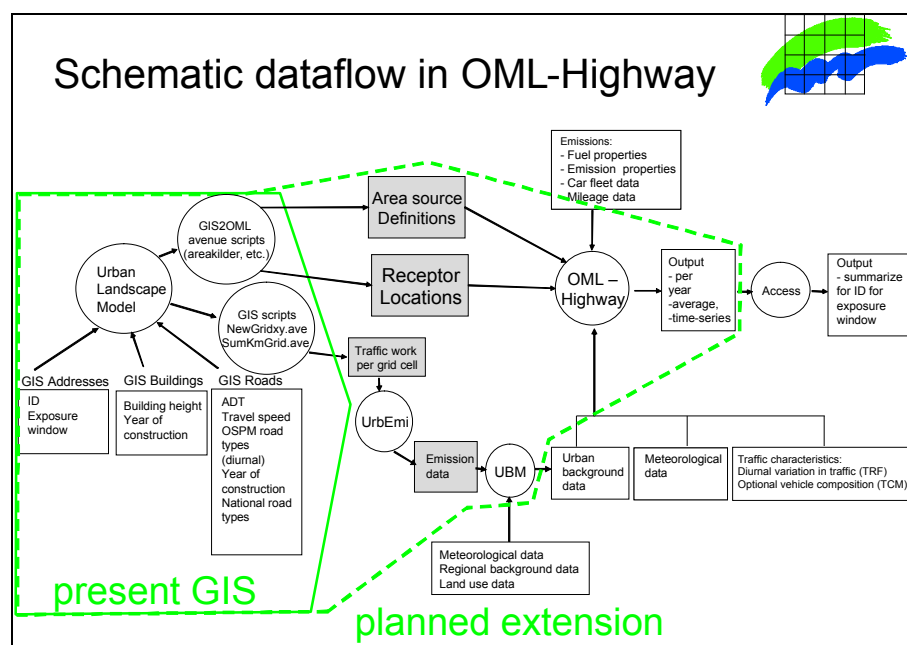 Schematic dataflow in OML-Highway
Emissions:
- Fuel properties
- Emission properties
- Car fleet data
- Mileage data
GIS2OML
avenue scripts
(areakilder, etc.)
Area source
Definitions
Urban
Landscape
Model
Receptor
Locations
OML –
Highway
Output
- per
year
-average,
-time-series
Access
Output
- summarize
for ID for
exposure
window
GIS scripts
NewGridxy.ave
SumKmGrid.ave
Traffic work
per grid cell
GIS Addresses
ID
Exposure
window
GIS Buildings
Building height
Year of
construction
GIS Roads
ADT
Travel speed
OSPM road
types
(diurnal)
Year of
construction
National road
types
UrbEmi
Emission
data
UBM
Urban
background
data
Meteorological
data
Traffic characteristics:
Diurnal variation in traffic (TRF)
Optional vehicle composition (TCM)
Meteorological data
Regional background data
Land use data
present GIS
planned extension